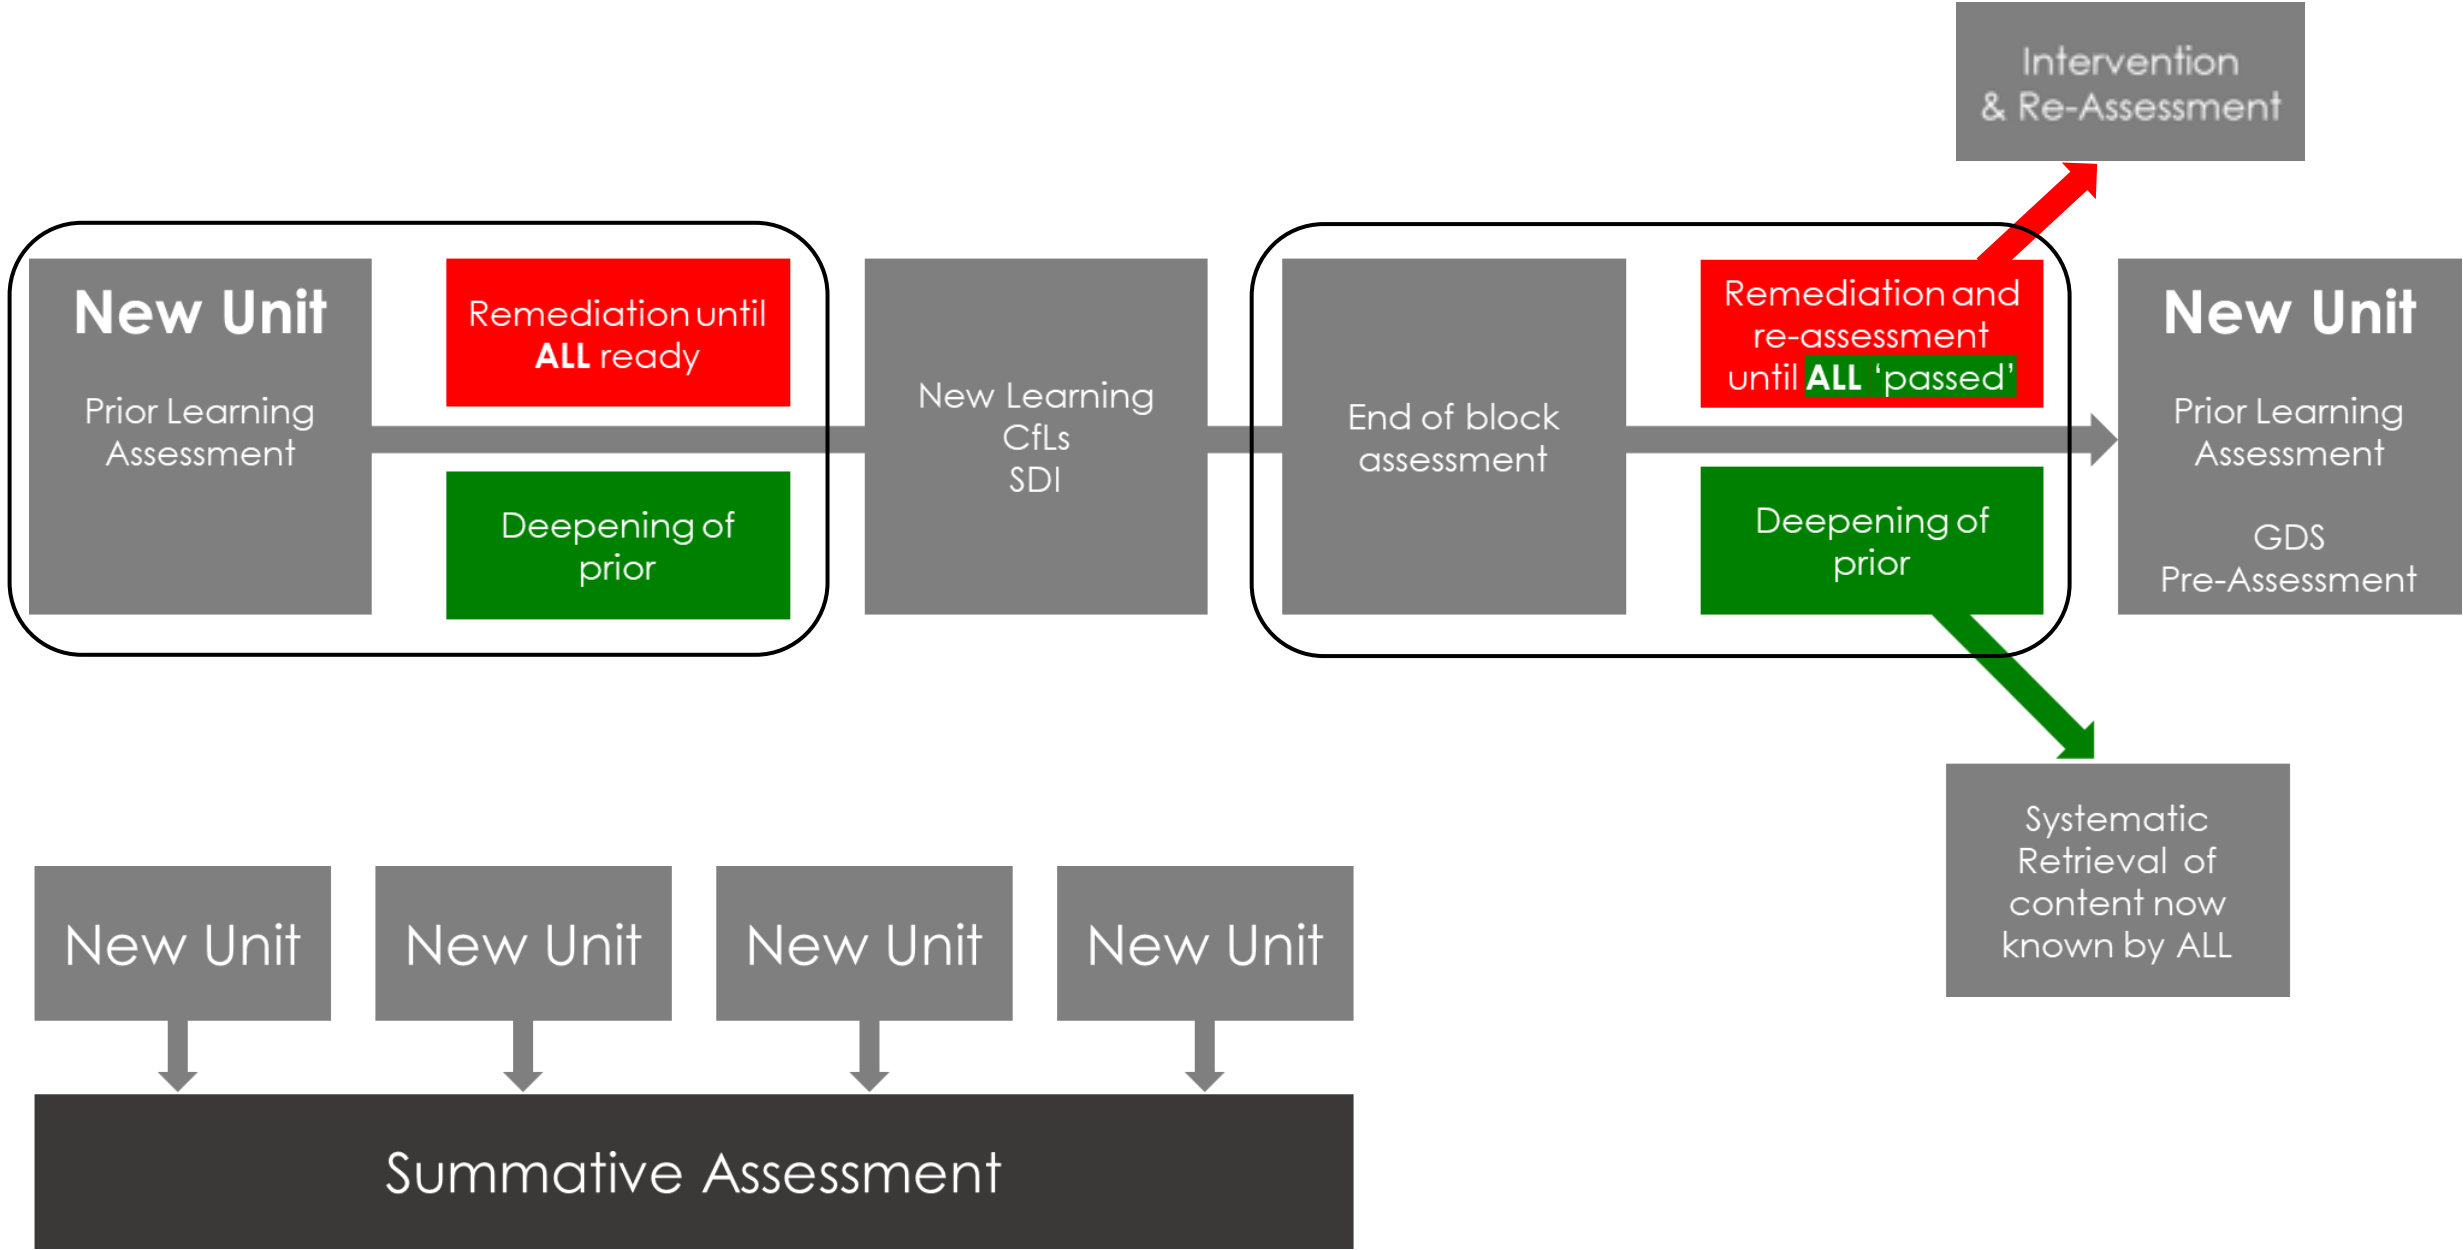 Intervention
& Re-Assessment
New Unit
Prior Learning
Assessment
Remediation until
ALL ready
Deepening of
prior
New Learning
CfLs
SDI
End of block
assessment
Remediation and
re-assessment
until ALL ‘passed’
Deepening of
prior
New Unit
Prior Learning
Assessment
GDS
Pre-Assessment
Systematic
Retrieval of
content now
known by ALL
New Unit
New Unit
New Unit
New Unit
Summative Assessment